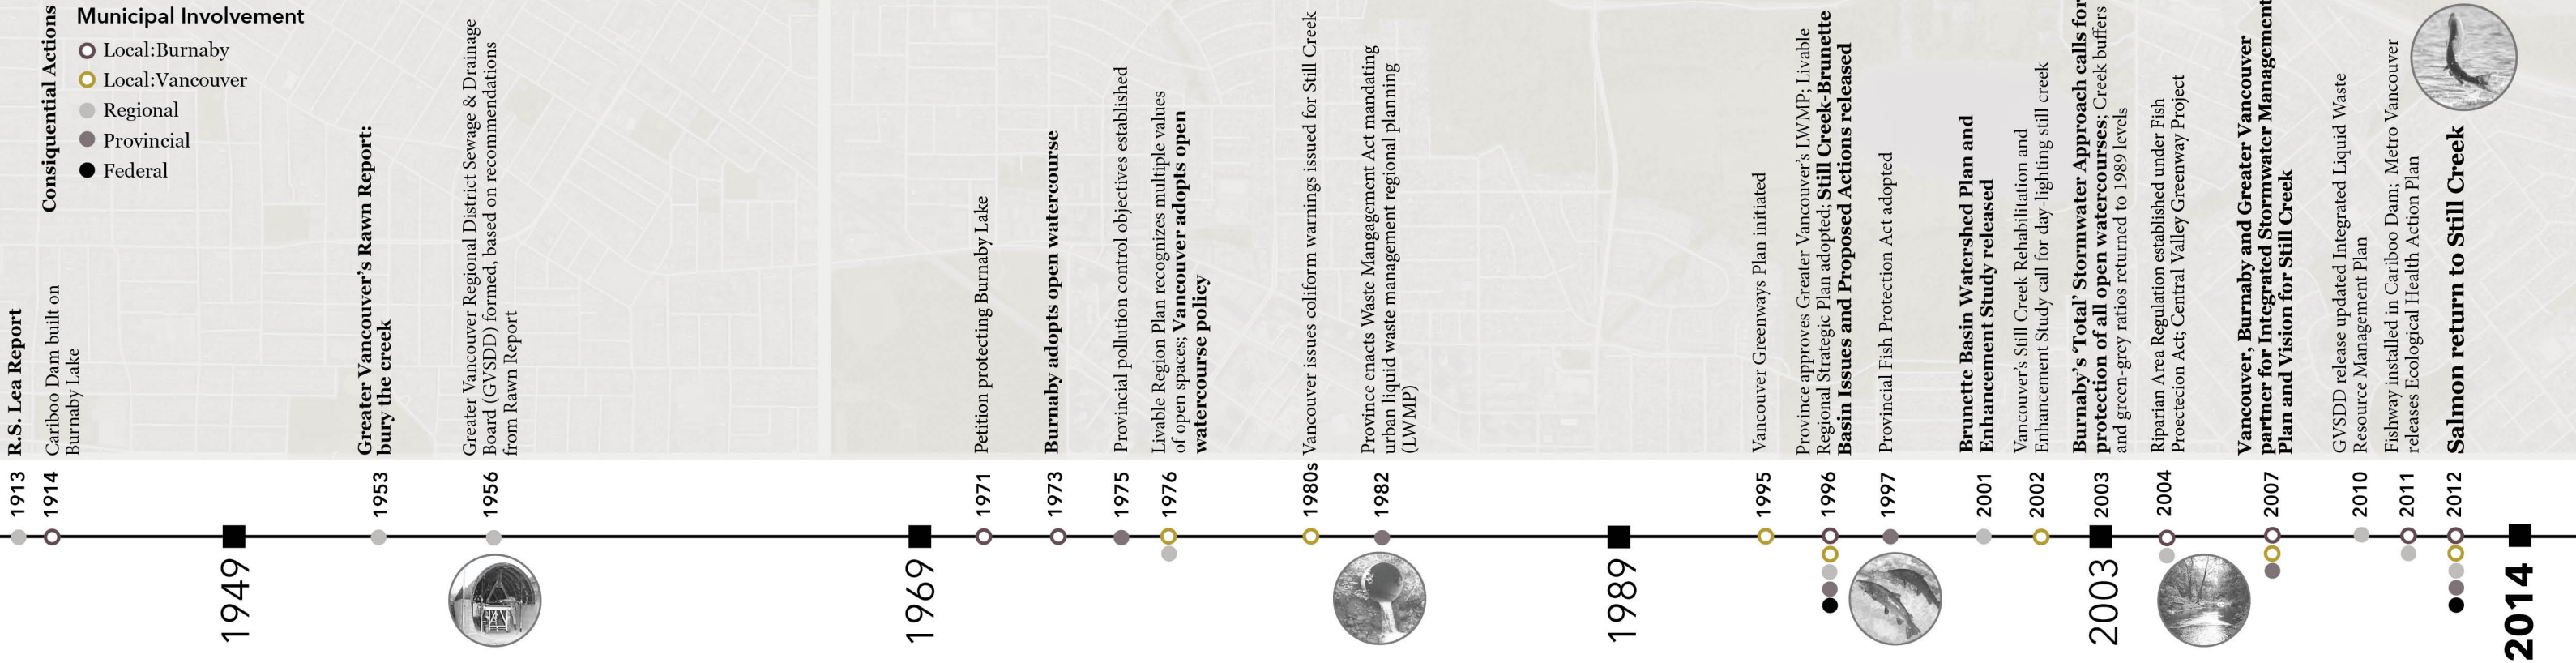 Municipal Involvement
Local:Burnaby
Local:Vancouver
Regional
Provincial
Federal
Consiquential Actions
R.S. Lea Report
Cariboo Dam built on
Burnaby Lake
Greater Vancouver's Rawn Report:
bury the creek
Greater Vancouver Regional District Sewage & Drainage
Board (GVSDD) formed, based on recommendations
from Rawn Report
Petition protecting Burnaby Lake
Burnaby adopts open watercourse
Provincial pollution control objectives established
Livable Region Plan recognizes multiple values
of open spaces; Vancouver adopts open
watercourse policy
Vancouver issues coliform warnings issued for Still Creek
Province enacts Waste Mangagement Act mandating
urban liquid waste management regional planning
(LWMP)
Vancouver Greenways Plan initiated
Province approves Greater Vancouver's LWMP; Livable
Regional Strategic Plan adopted; Still Creek-Brunette
Basin Issues and Proposed Actions released
Provincial Fish Protection Act adopted
Brunette Basin Watershed Plan and
Enhancement Study released
Vancouver's Still Creek Rehabilitation and
Enhancement Study call for day-lighting still creek
Burnaby's 'Total' Stormwater Approach calls for
protection of all open watercourses; Creek buffers
and green-grey ratios returned to 1989 levels
Riparian Area Regulation established under Fish
Proectection Act; Central Valley Greenway Project
Vancouver, Burnaby and Greater Vancouver
partner for Integrated Stormwater Management
Plan and Vision for Still Creek
GVSDD release updated Integrated Liquid Waste
Resource Management Plan
Fishway installed in Cariboo Dam; Metro Vancouver
releases Ecological Health Action Plan
Salmon return to Still Creek
1913
1914
1953
1956
1971
1973
1975
1976
1980s
1982
1995
1996
1997
2001
2002
2003
2004
2007
2010
2011
2012
1949
1969
1989
2003
2014